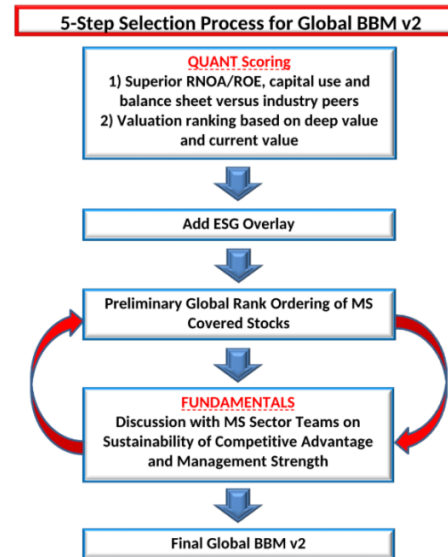 5-Step Selection Process for Global BBM v2
QUANT Scoring
1) Superior RNOA/ROE, capital use and
balance sheet versus industry peers
2) Valuation ranking based on deep value
and current value
Add ESG Overlay
Preliminary Global Rank Ordering of MS
Covered Stocks
FUNDAMENTALS
Discussion with MS Sector Teams on
Sustainability of Competitive Advantage
and Management Strength
Final Global BBM v2